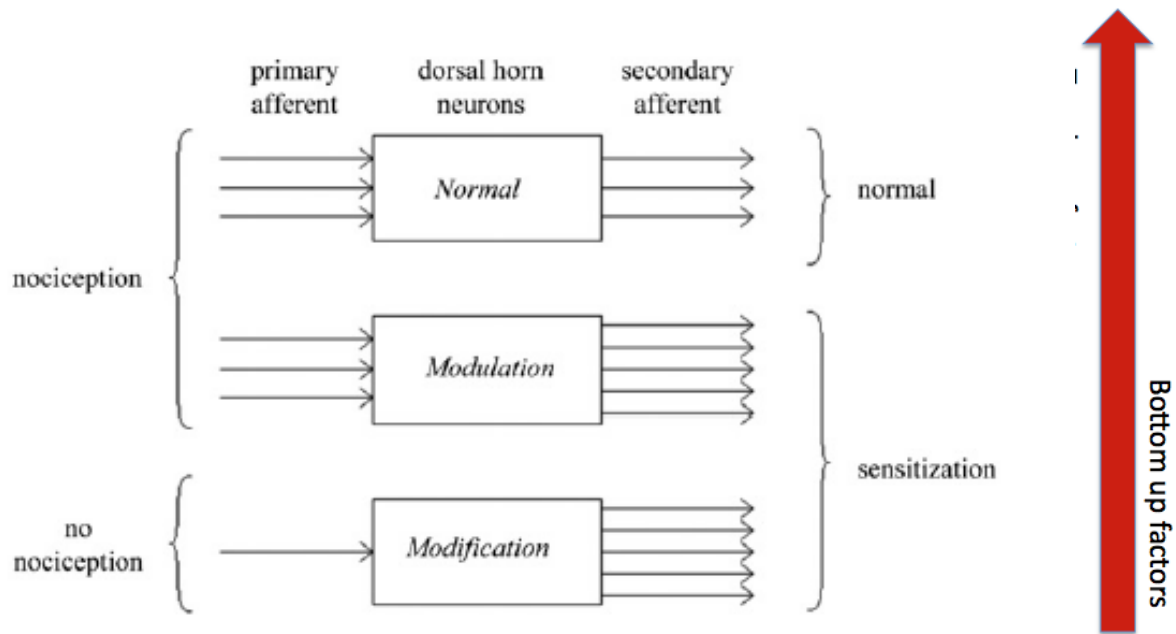 primary
afferent
dorsal horn
neurons
secondary
afferent
Normal
normal
nociception
Modulation
sensitization
no
nociception
Modification
Bottom up factors